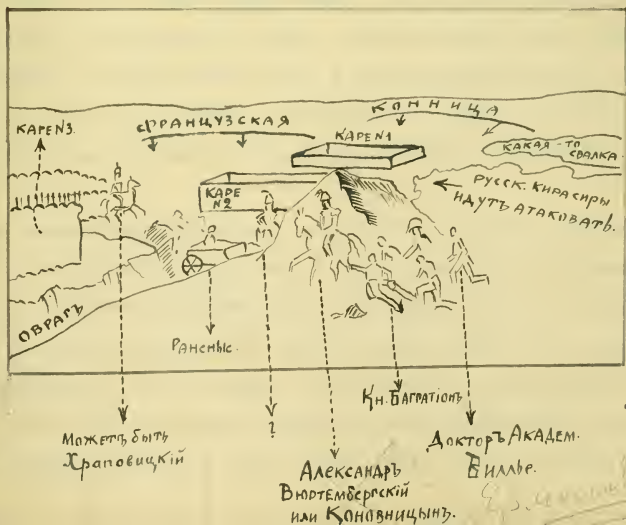 КОННИЦА
ФРАНЦУЗСКАЯ
КАРЕ N3.
КАРЕ N1
КАКАЯ-ТО
СВАЛКА.
КАРЕ
N2
РУССК. КИРАСИРЫ
ИДУТЪ АТАКОВАТЬ.
ОВРАГЪ
РАНЕНЫЕ.
Кн. БАГРАТIОНЪ
?
МОЖЕТЪ БЫТЬ
ХРАПОВИЦКIЙ
ДОКТОРЪ АКАДЕМ.
ВИЛЛЬЕ.
АЛЕКСАНДРЪ
ВЮРТЕМБЕРГСКIЙ
ИЛИ КОНОВНИЦЫНЪ.